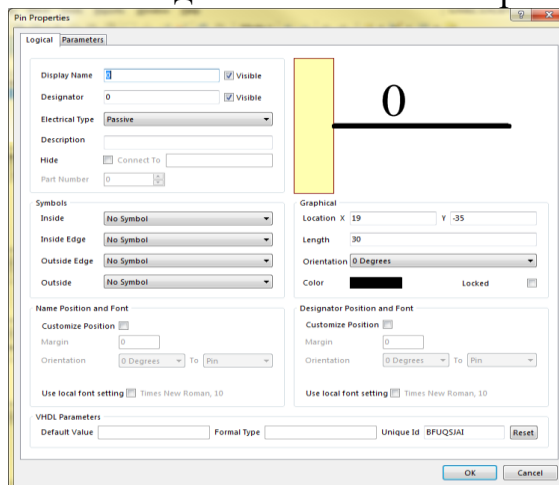 Pin Properties
Logical Parameters
Display Name 0 Visible
Designator 0 Visible
Electrical Type Passive
Description
Hide Connect To
Part Number 0
0
Symbols
Inside No Symbol
Inside Edge No Symbol
Outside Edge No Symbol
Outside No Symbol
Graphical
Location X 19 Y -35
Length 30
Orientation 0 Degrees
Color Locked
Name Position and Font
Customize Position
Margin 0
Orientation 0 Degrees To Pin
Use local font setting Times New Roman, 10
Designator Position and Font
Customize Position
Margin 0
Orientation 0 Degrees To Pin
Use local font setting Times New Roman, 10
VHDL Parameters
Default Value Formal Type Unique Id BFUQSJAI Reset
OK Cancel